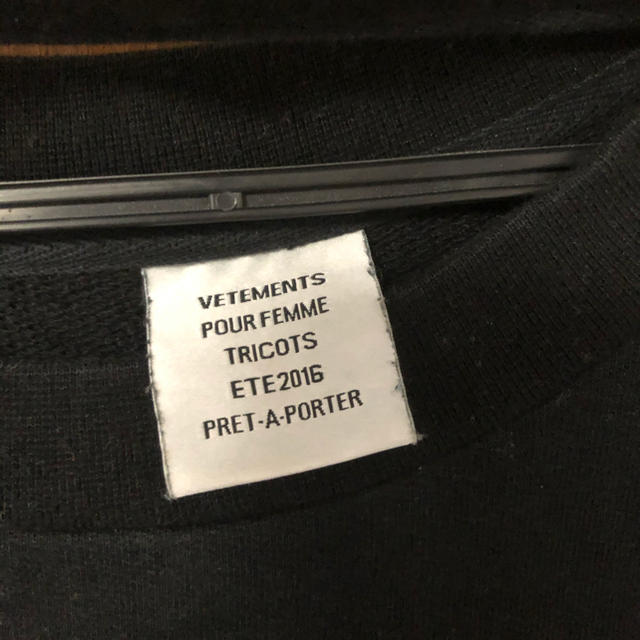 VETEMENTS
POUR FEMME
TRICOTS
ETE 2016
PRET-A-PORTER